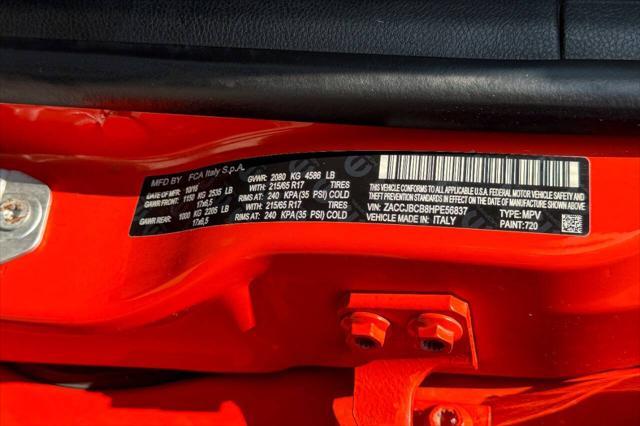 MFD BY FCA Italy S.p.A.
GVWR: 2080 KG 4586 LB
DATE OF MFR: 10/16
GAWR FRONT: 1150 KG 2535 LB
17x6.5
WITH: 215/65 R17 TIRES
RIMS AT: 240 KPA(35 PSI) COLD
GAWR REAR: 1000 KG 2205 LB
17x6.5
WITH: 215/65 R17 TIRES
RIMS AT: 240 KPA(35 PSI) COLD
THIS VEHICLE CONFORMS TO ALL APPLICABLE U.S. FEDERAL MOTOR VEHICLE SAFETY
AND THEFT PREVENTION STANDARDS IN EFFECT ON THE DATE OF MANUFACTURE SHOWN ABOVE.
VIN: ZACCJBCB8HPE56837 TYPE: MPV
VEHICLE MADE IN: ITALY PAINT: 720